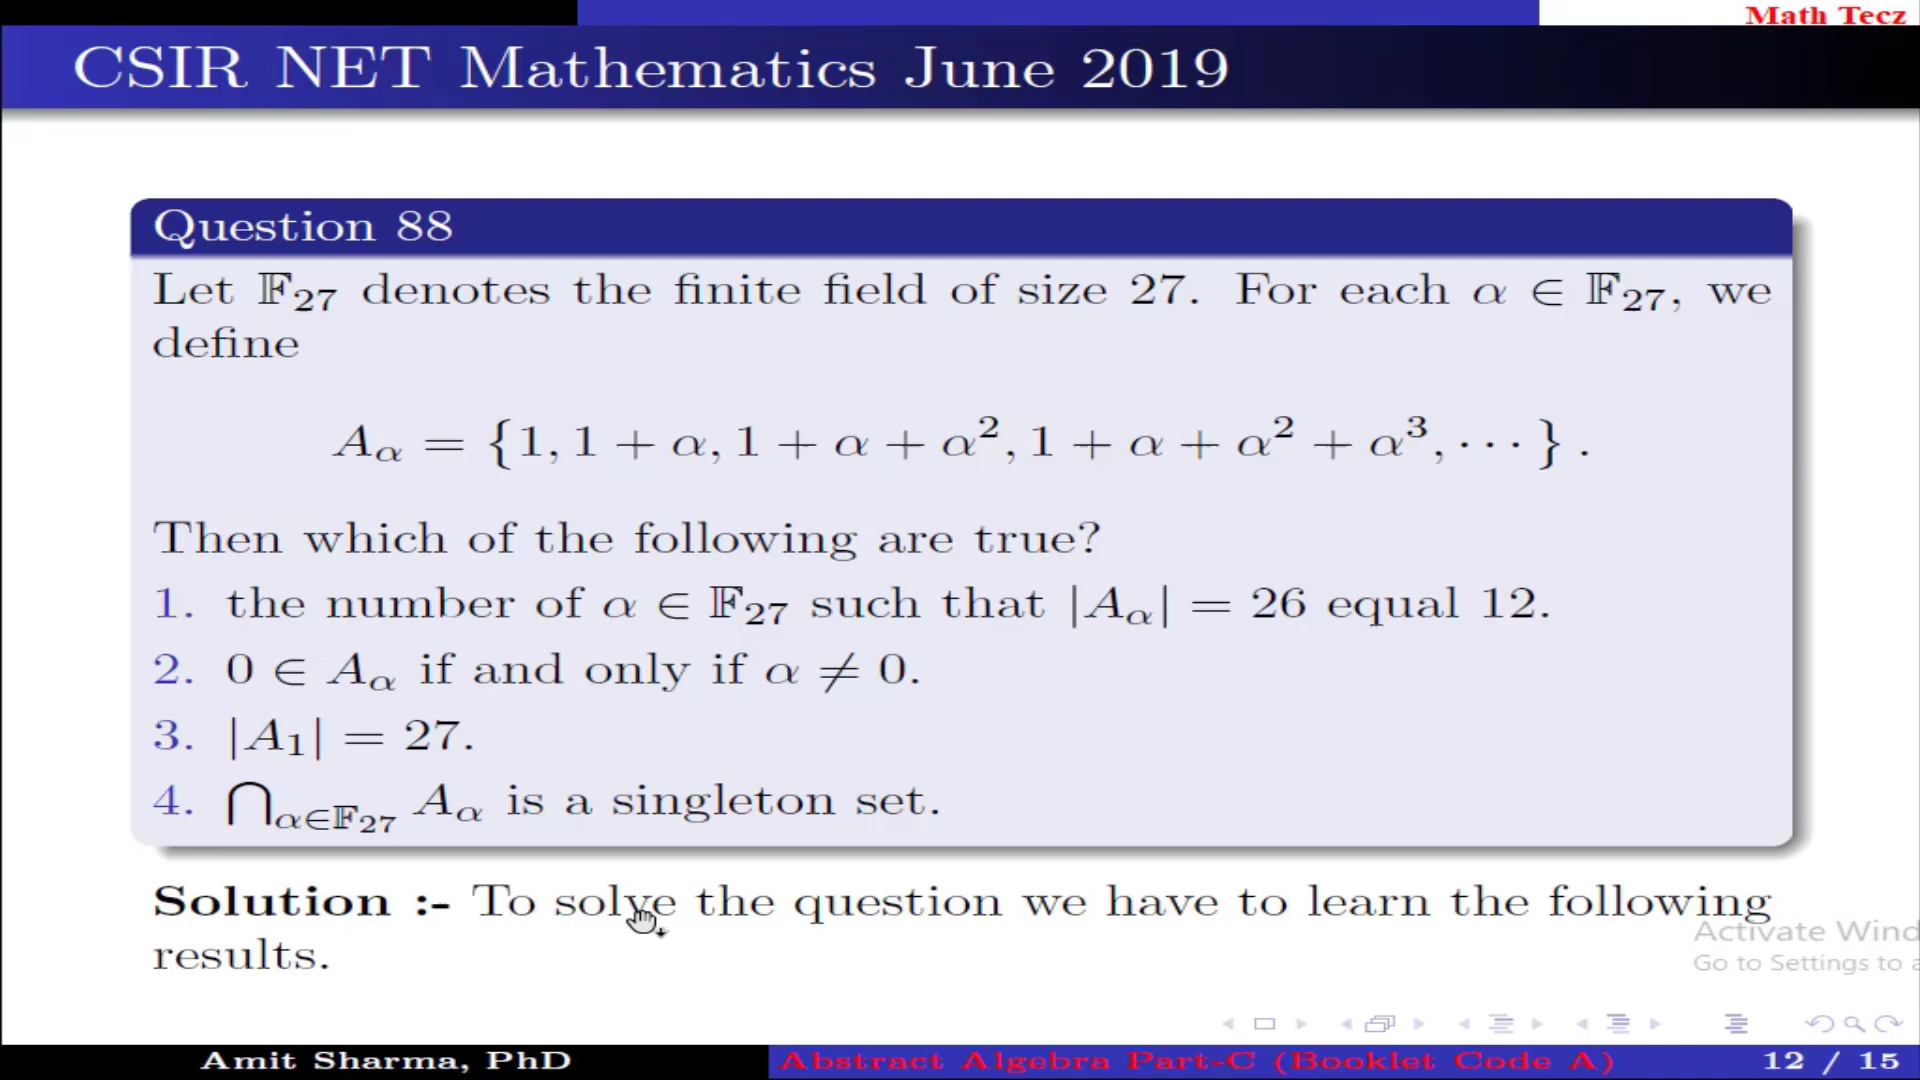 Math Tecz
CSIR NET Mathematics June 2019
Question 88
Let 𝔽₂₇ denotes the finite field of size 27. For each α ∈ 𝔽₂₇, we
define
A_α = {1, 1 + α, 1 + α + α², 1 + α + α² + α³, ⋯} .
Then which of the following are true?
1. the number of α ∈ 𝔽₂₇ such that |A_α| = 26 equal 12.
2. 0 ∈ A_α if and only if α ≠ 0.
3. |A₁| = 27.
4. ⋂_{α∈𝔽₂₇} A_α is a singleton set.
Solution :- To solve the question we have to learn the following
results.
Activate Wind
Go to Settings to a
Amit Sharma, PhD
Abstract Algebra Part-C (Booklet Code A)
12 / 15